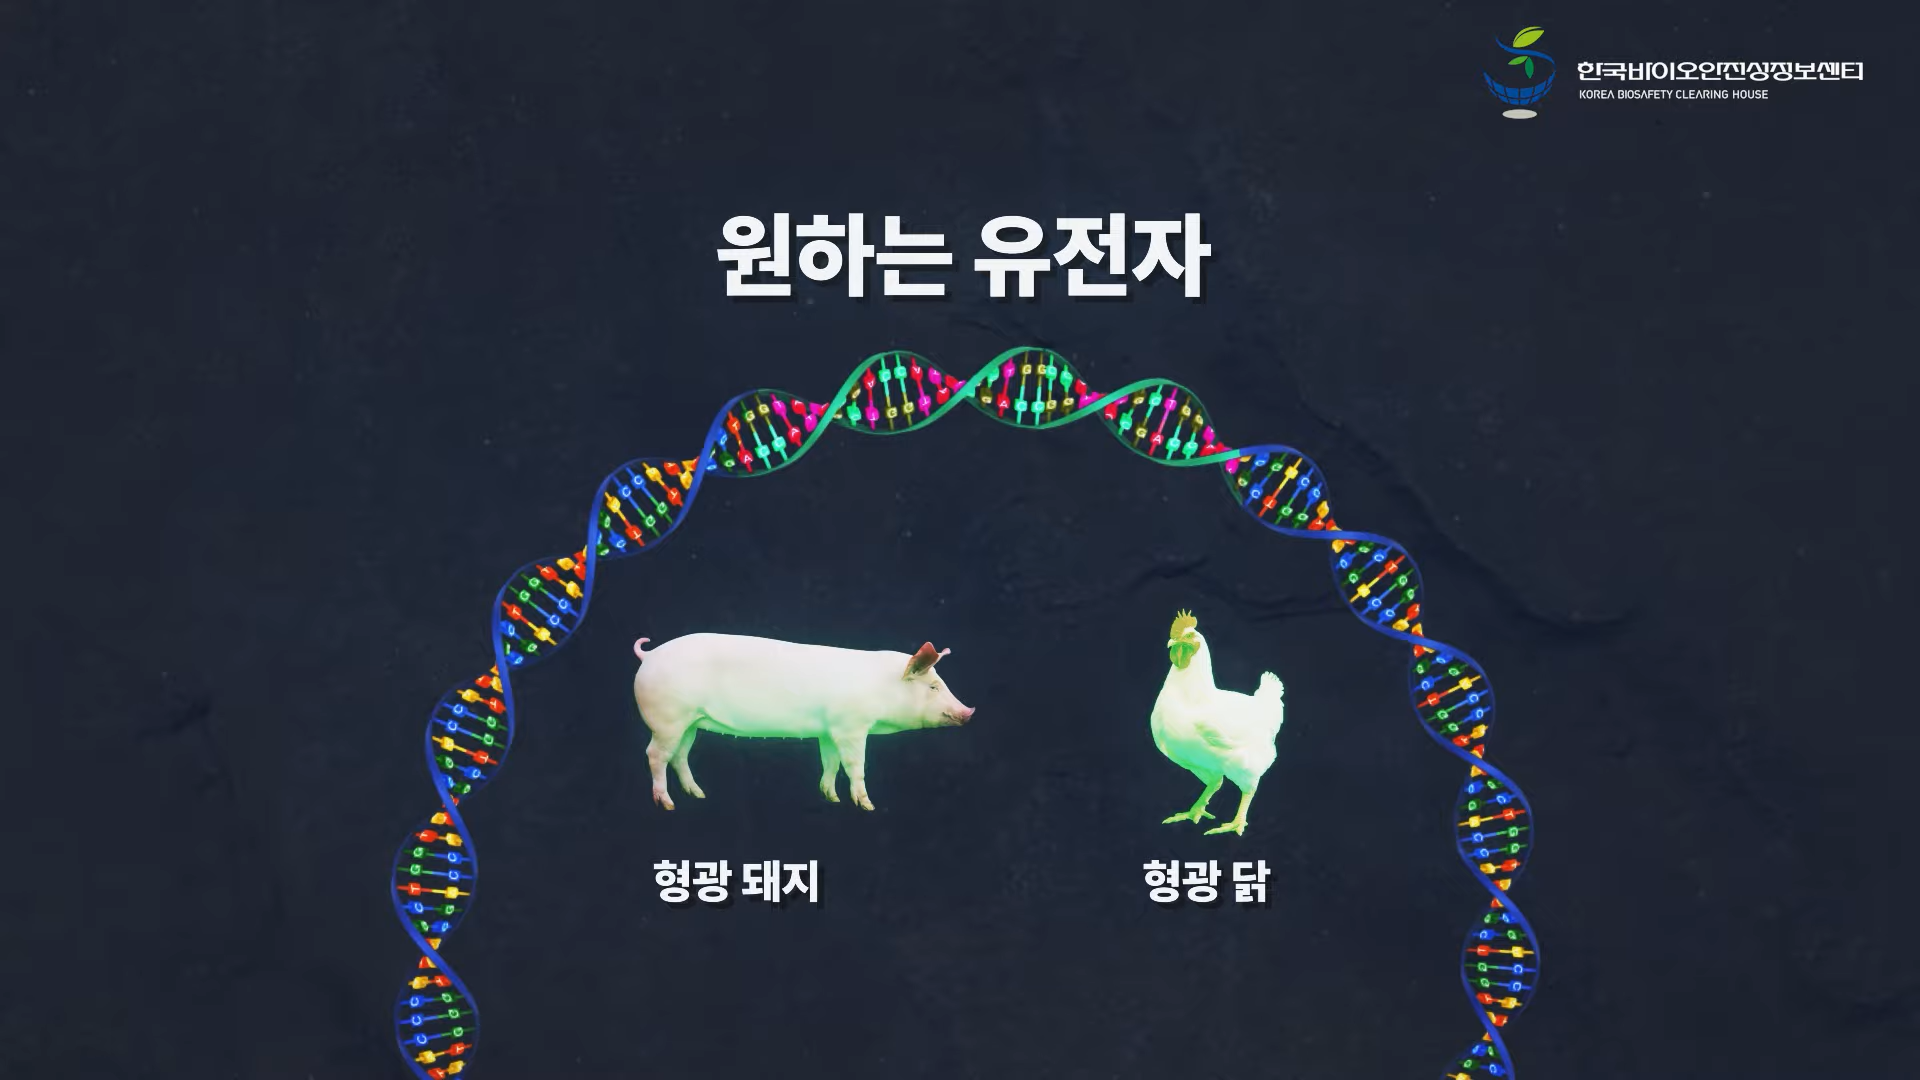 한국바이오안전성정보센터
KOREA BIOSAFETY CLEARING HOUSE
원하는 유전자
형광 돼지
형광 닭